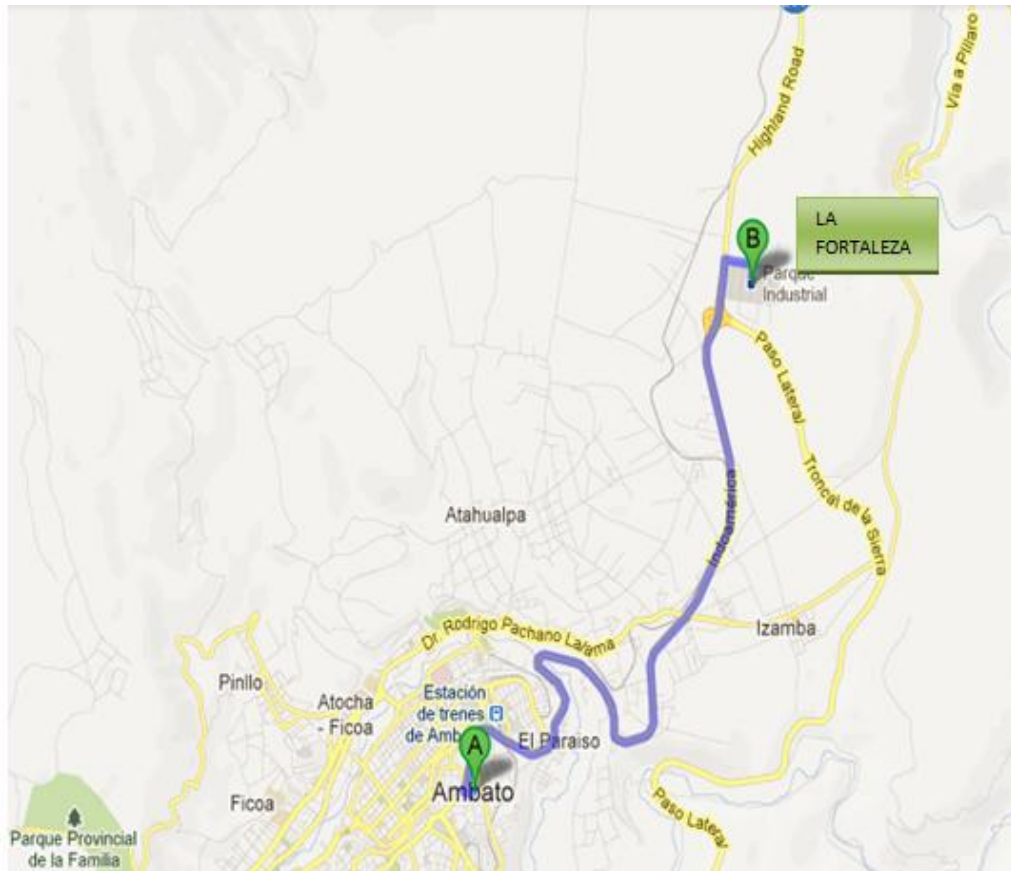 Highland Road
Vía a Píllaro
LA
FORTALEZA
B
Parque
Industrial
Paso Lateral
Troncal de la Sierra
Indoamérica
Atahualpa
Izamba
Dr. Rodrigo Pachano Lalama
Pinllo
Atocha
- Ficoa
Estación
de trenes
de Amb
El Paraiso
A
Ambato
Ficoa
Paso Lateral
Parque Provincial
de la Familia